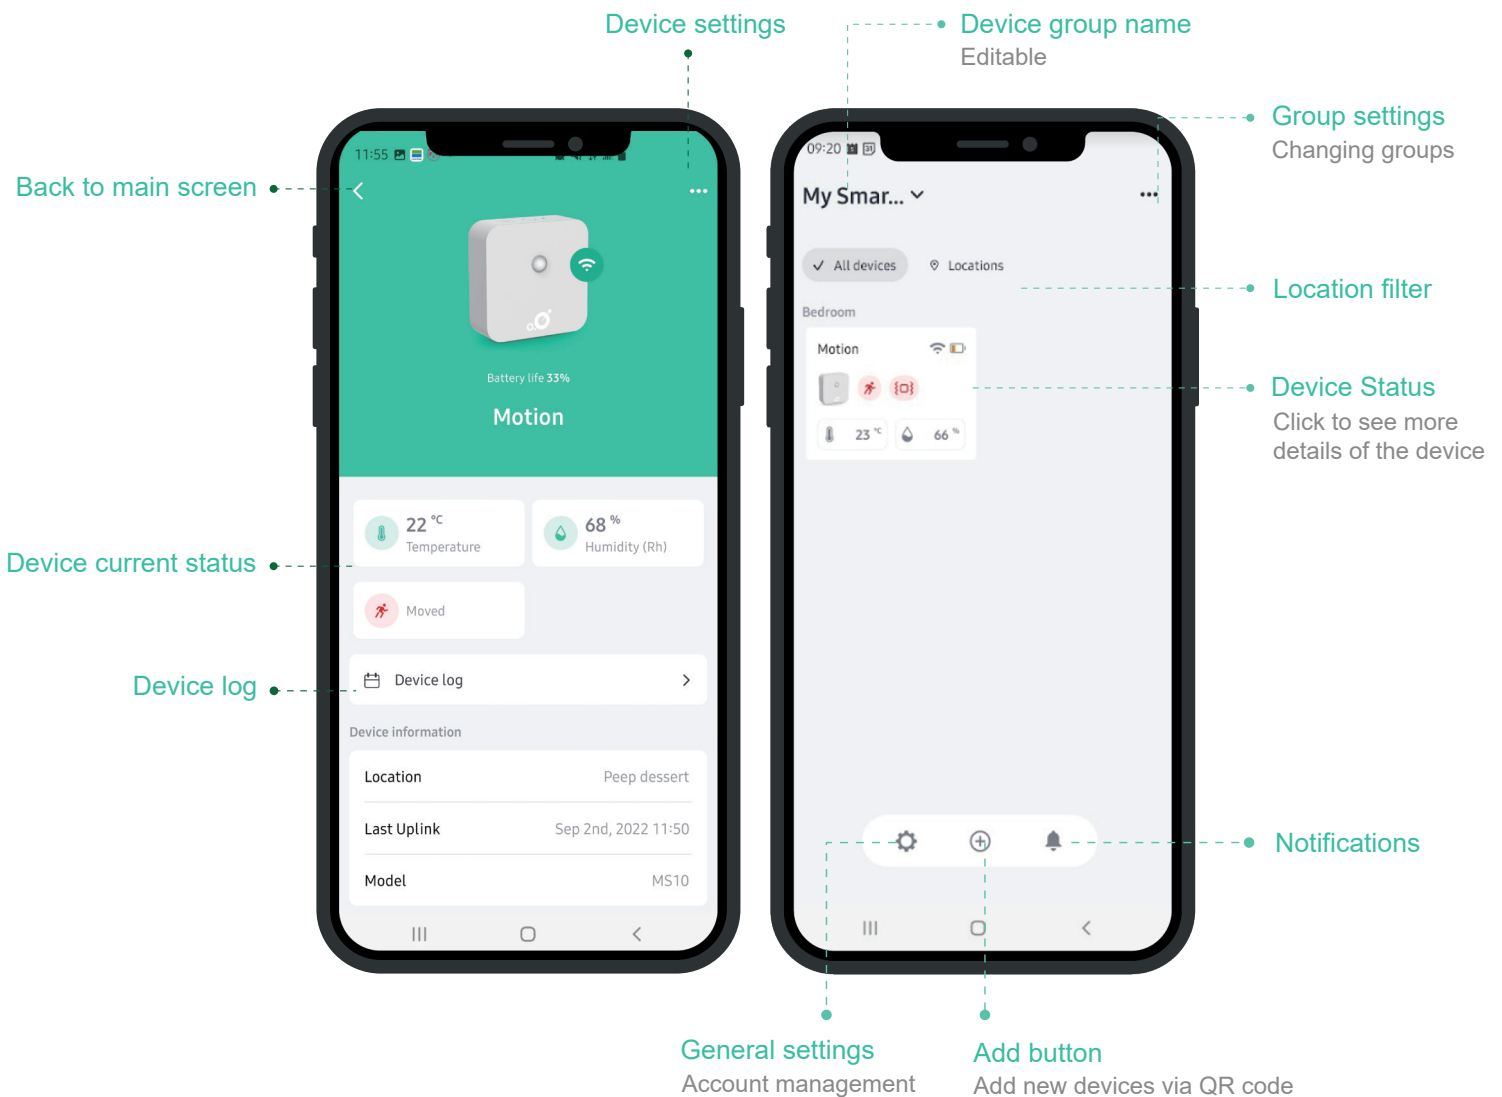 Device settings
Device group name
Editable
Group settings
Changing groups
Back to main screen
11:55
Battery life 33%
Motion
22 °C
Temperature
68 %
Humidity (Rh)
Device current status
Moved
Device log
Device log
Device information
Location Peep dessert
Last Uplink Sep 2nd, 2022 11:50
Model MS10
09:20 31
My Smar...
All devices Locations
Location filter
Bedroom
Motion
23 °C 66 %
Device Status
Click to see more
details of the device
Notifications
General settings
Account management
Add button
Add new devices via QR code